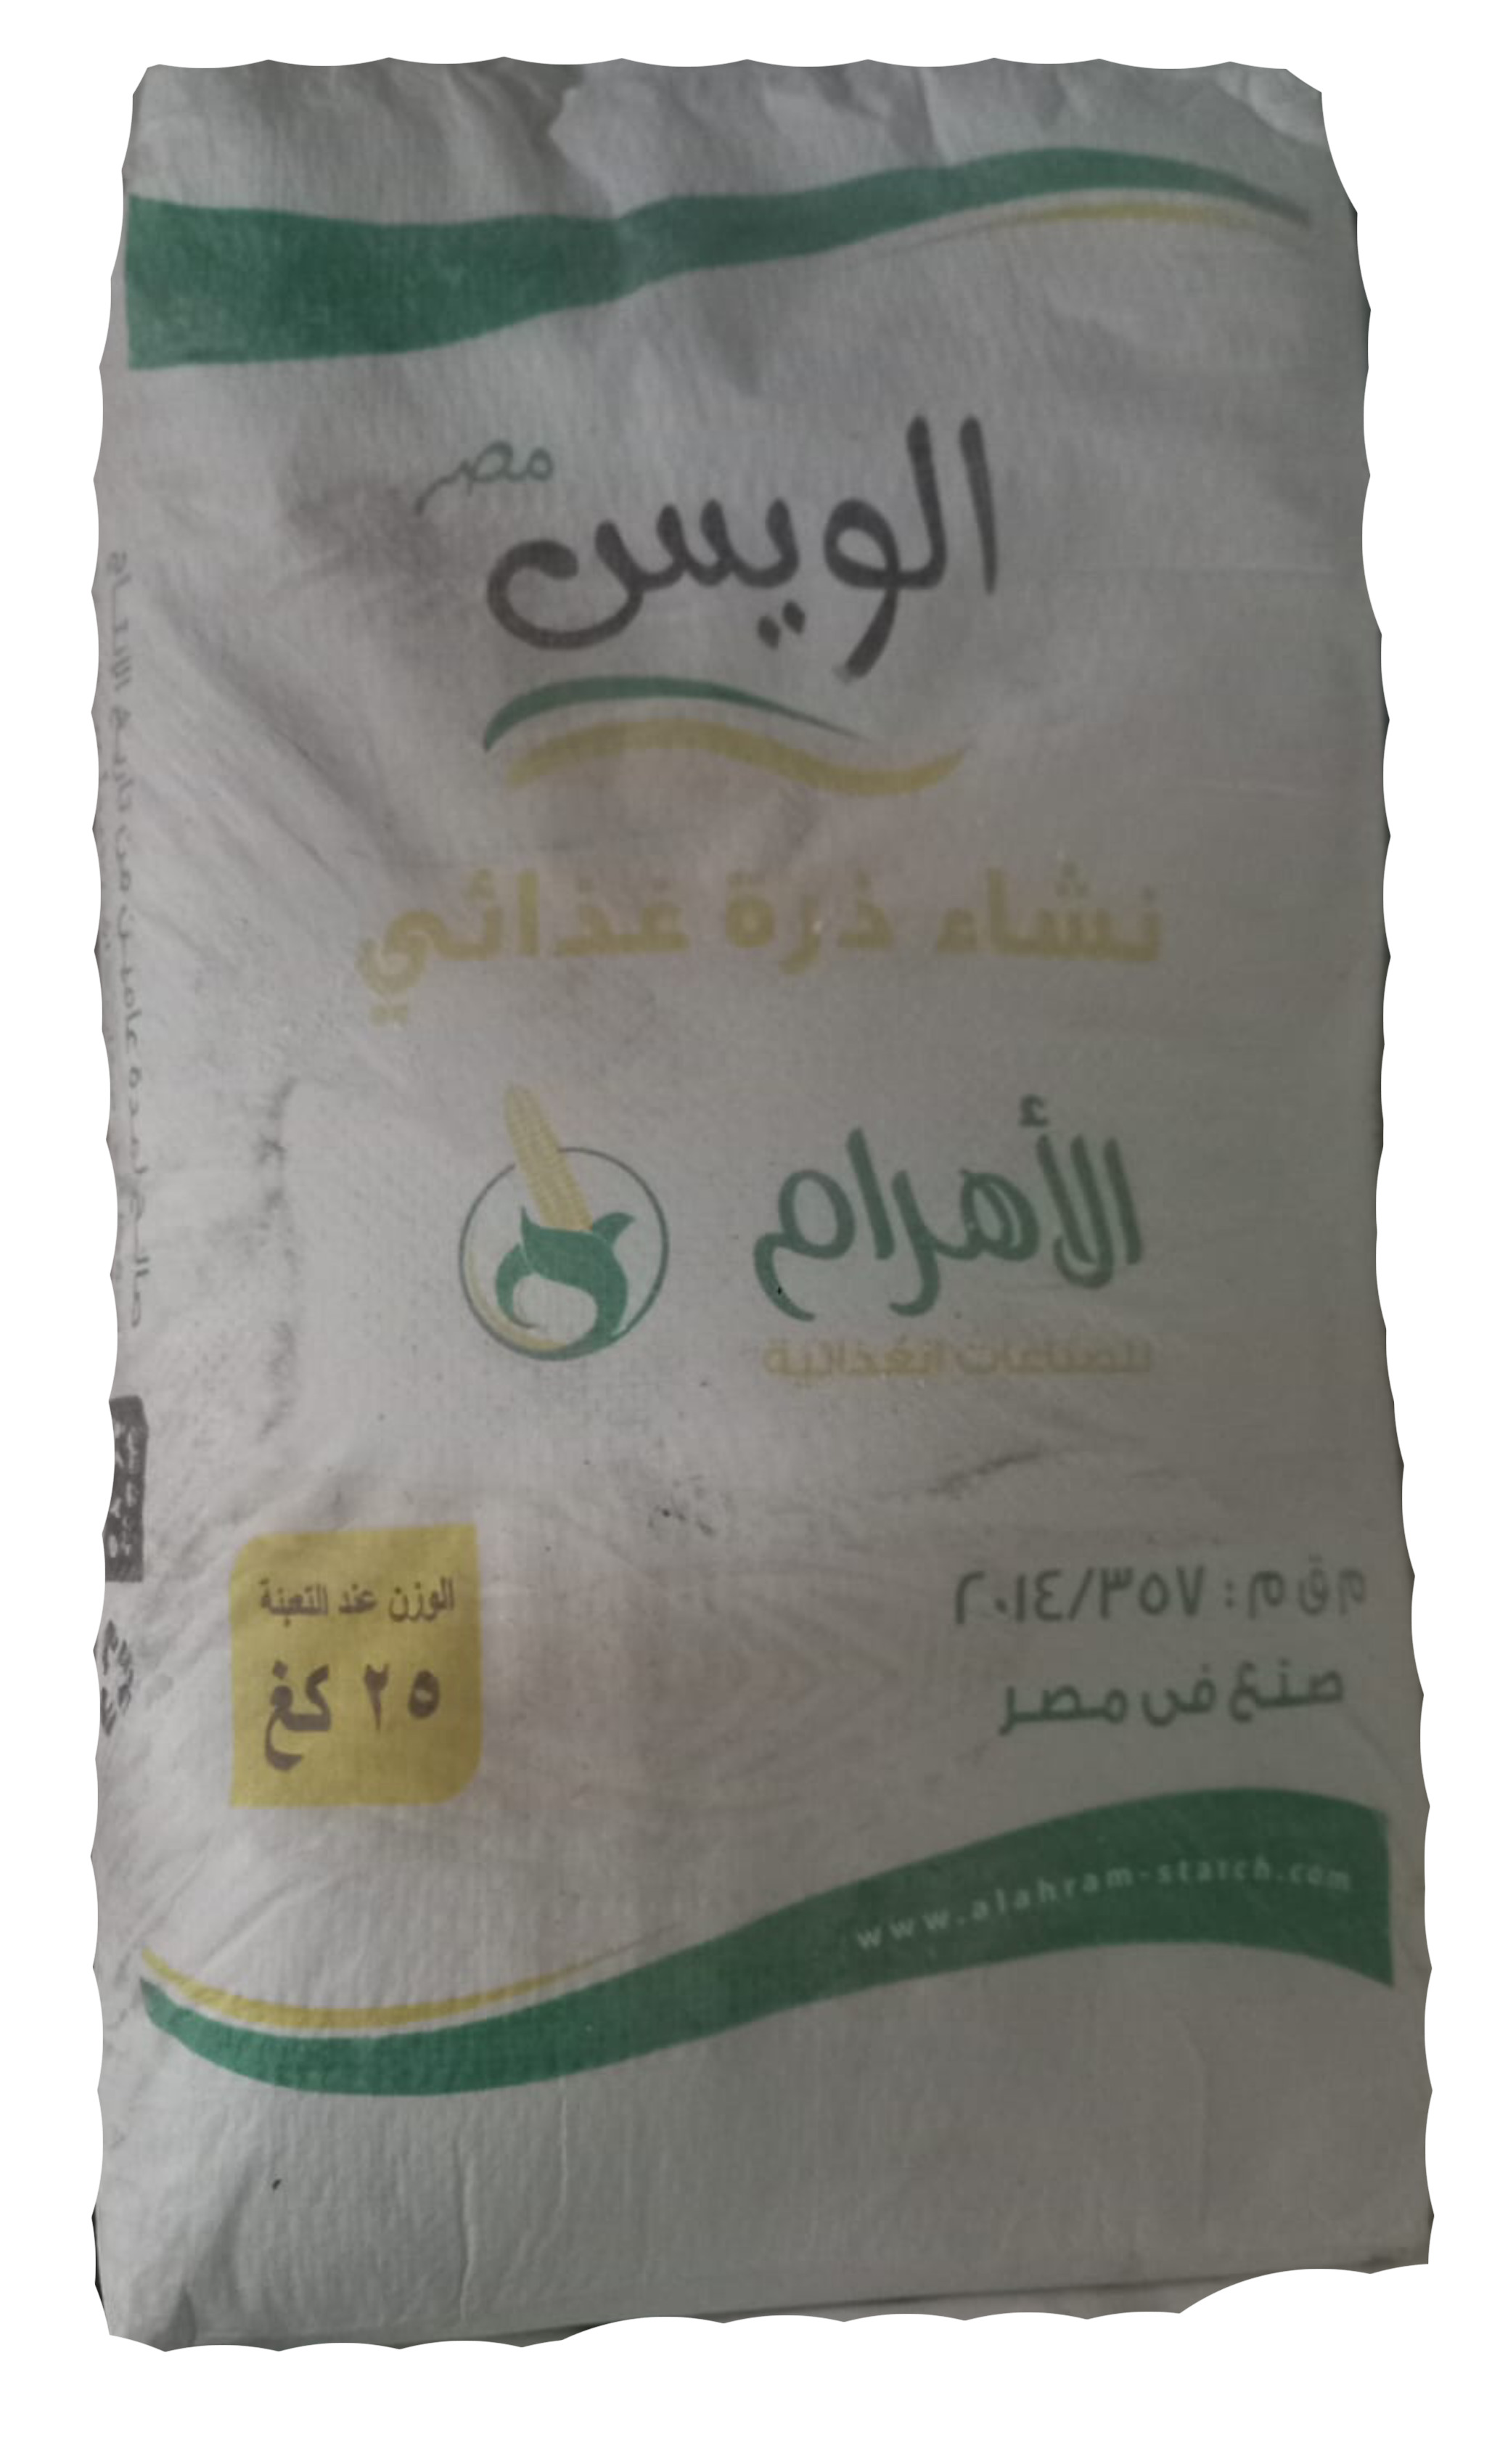 مصر
الويس
نشاء ذرة غذائي
الأهرام
للصناعات الغذائية
م ق م : ٢٠١٤/٣٥٧
صنع فى مصر
الوزن عند التعبئة
٢٥ كغ
www.alahram-starch.com